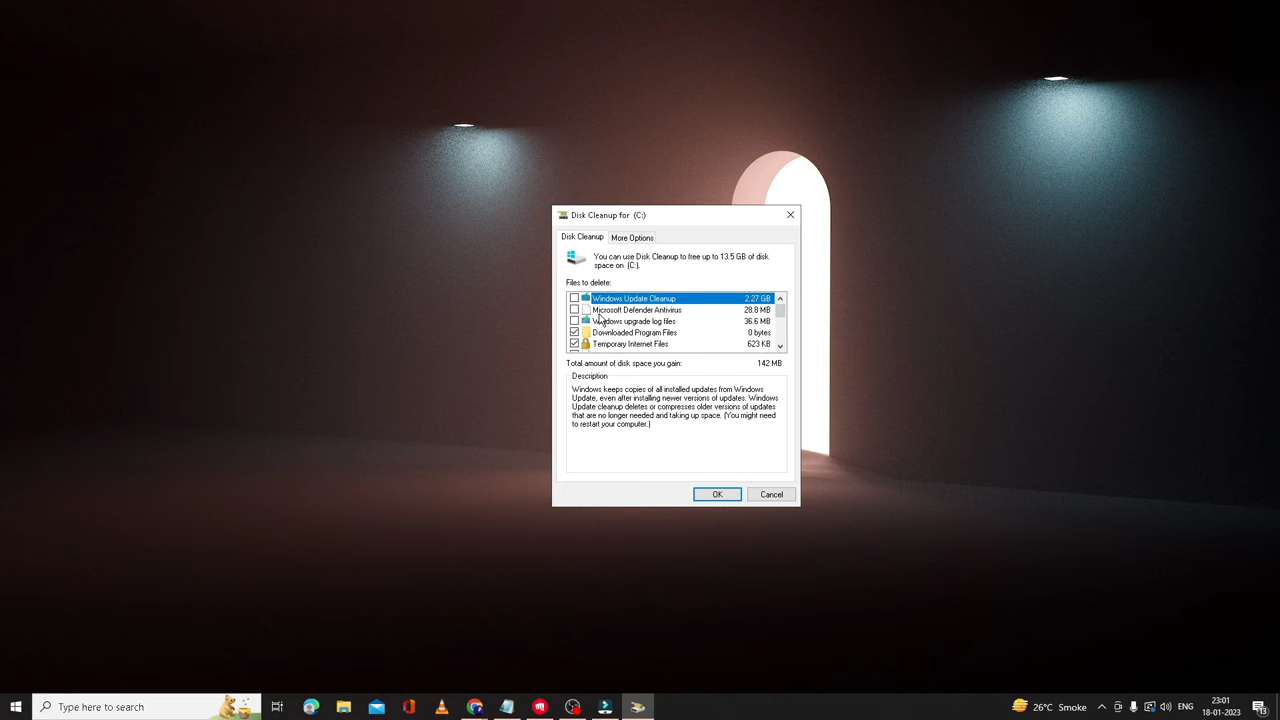 Disk Cleanup for (C:)
Disk Cleanup
More Options
You can use Disk Cleanup to free up to 13.5 GB of disk
space on (C:).
Files to delete:
Windows Update Cleanup 2.27 GB
Microsoft Defender Antivirus 28.8 MB
Windows upgrade log files 36.6 MB
Downloaded Program Files 0 bytes
Temporary Internet Files 623 KB
Total amount of disk space you gain: 142 MB
Description
Windows keeps copies of all installed updates from Windows
Update, even after installing newer versions of updates. Windows
Update cleanup deletes or compresses older versions of updates
that are no longer needed and taking up space. (You might need
to restart your computer.)
OK
Cancel
Type here to search
26°C Smoke
ENG
23:01
18-01-2023